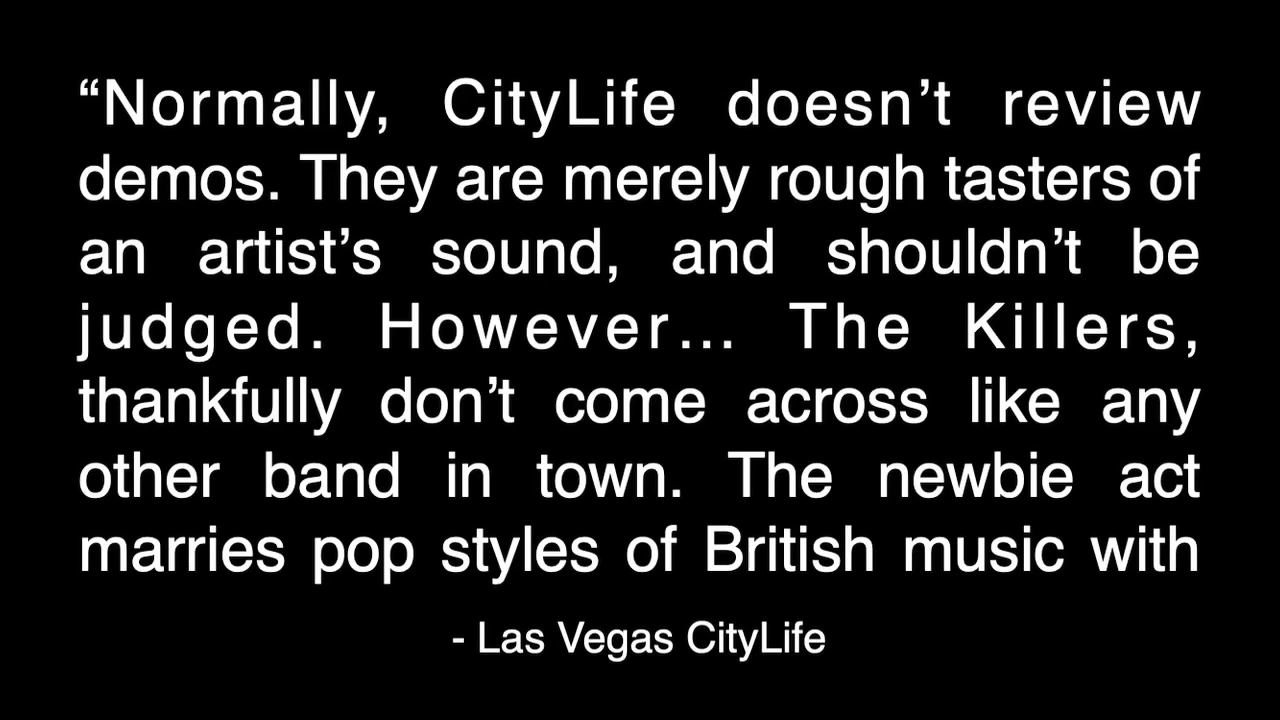 “Normally, CityLife doesn’t review
demos. They are merely rough tasters of
an artist’s sound, and shouldn’t be
judged. However... The Killers,
thankfully don’t come across like any
other band in town. The newbie act
marries pop styles of British music with
- Las Vegas CityLife